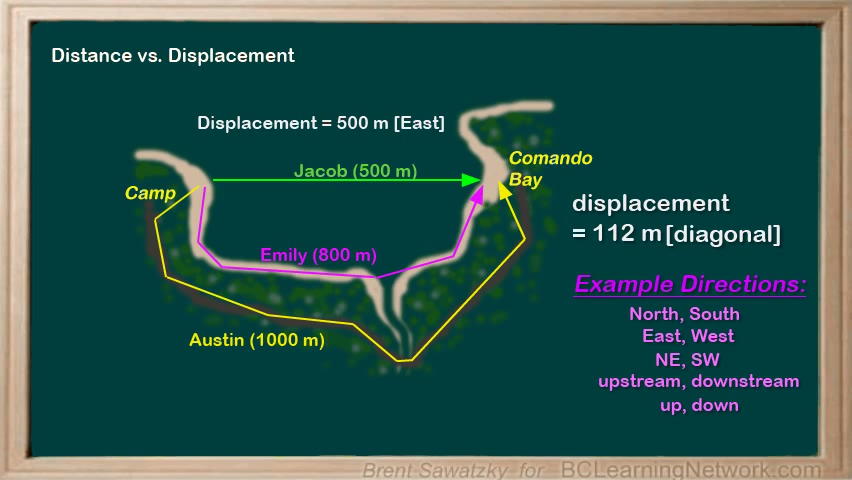 Distance vs. Displacement
Displacement = 500 m [East]
Jacob (500 m)
Comando
Bay
Camp
displacement
= 112 m [diagonal]
Emily (800 m)
Example Directions:
North, South
East, West
NE, SW
upstream, downstream
up, down
Austin (1000 m)
Brent Sawatzky for BCLearningNetwork.com